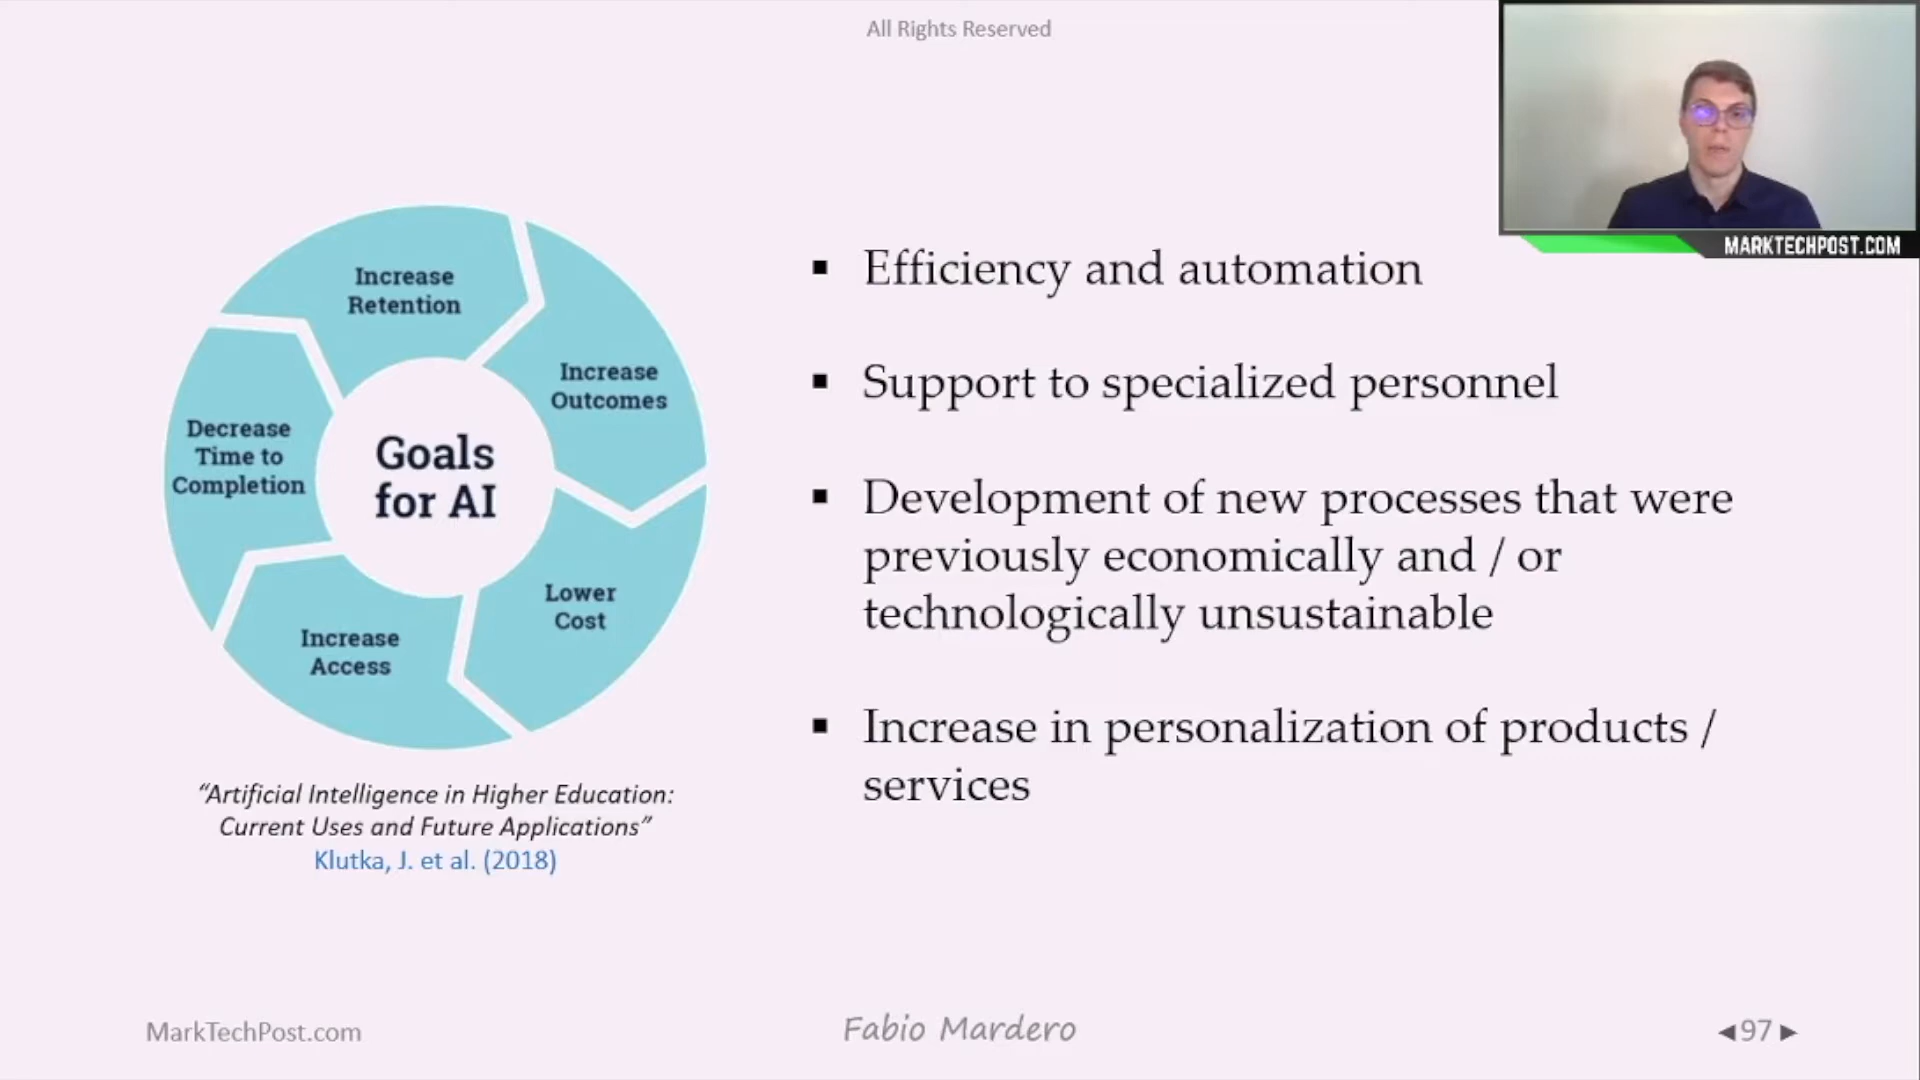 All Rights Reserved
MARKTECHPOST.COM
Increase
Retention
Increase
Outcomes
Decrease
Time to
Completion
Goals
for AI
Lower
Cost
Increase
Access
“Artificial Intelligence in Higher Education:
Current Uses and Future Applications”
Klutka, J. et al. (2018)
▪ Efficiency and automation
▪ Support to specialized personnel
▪ Development of new processes that were
previously economically and / or
technologically unsustainable
▪ Increase in personalization of products /
services
MarkTechPost.com
Fabio Mardero
◀97▶